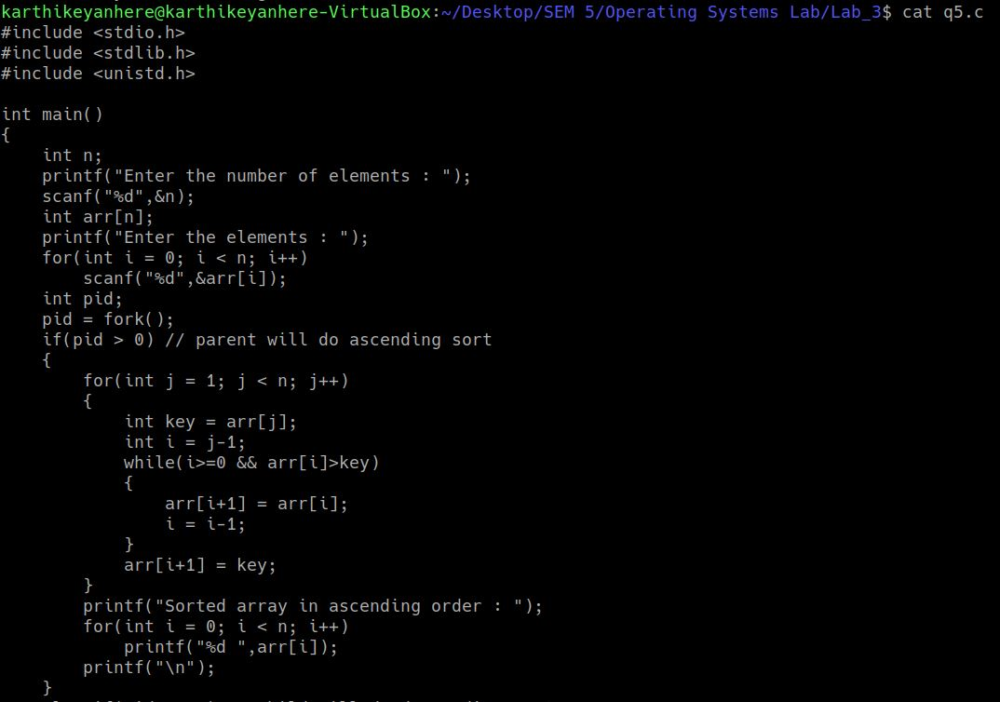 karthikeyanhere@karthikeyanhere-VirtualBox:~/Desktop/SEM 5/Operating Systems Lab/Lab_3$ cat q5.c
#include <stdio.h>
#include <stdlib.h>
#include <unistd.h>

int main()
{
    int n;
    printf("Enter the number of elements : ");
    scanf("%d",&n);
    int arr[n];
    printf("Enter the elements : ");
    for(int i = 0; i < n; i++)
        scanf("%d",&arr[i]);
    int pid;
    pid = fork();
    if(pid > 0) // parent will do ascending sort
    {
        for(int j = 1; j < n; j++)
        {
            int key = arr[j];
            int i = j-1;
            while(i>=0 && arr[i]>key)
            {
                arr[i+1] = arr[i];
                i = i-1;
            }
            arr[i+1] = key;
        }
        printf("Sorted array in ascending order : ");
        for(int i = 0; i < n; i++)
            printf("%d ",arr[i]);
        printf("\n");
    }